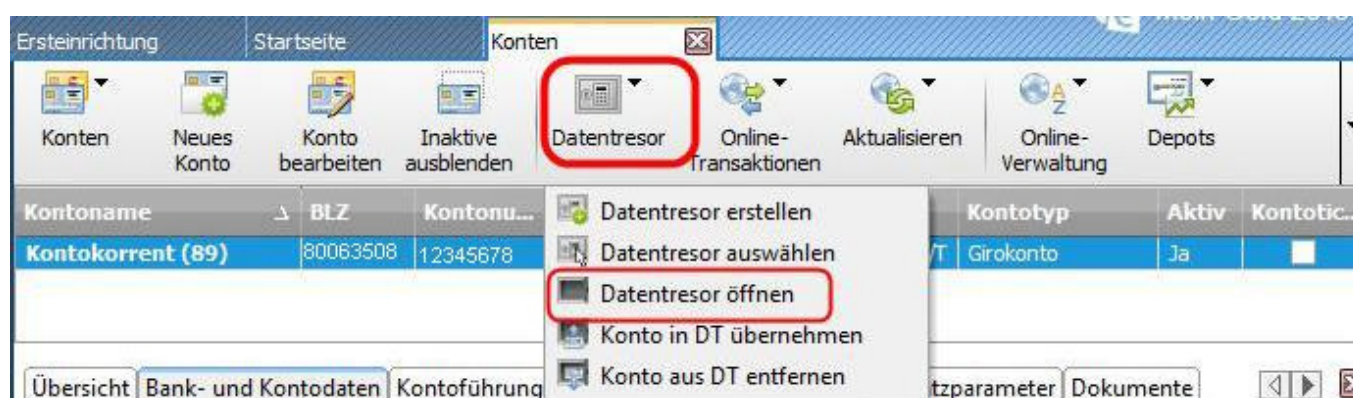 Ersteinrichtung Startseite Konten
Konten Neues Konto Konto bearbeiten Inaktive ausblenden Datentresor Online-Transaktionen Aktualisieren Online-Verwaltung Depots
Kontoname BLZ Kontonu... Kontotyp Aktiv Kontotic...
Kontokorrent (89) 80063508 12345678 /T Girokonto Ja
Datentresor erstellen
Datentresor auswählen
Datentresor öffnen
Konto in DT übernehmen
Konto aus DT entfernen
Übersicht Bank- und Kontodaten Kontoführung tzparameter Dokumente